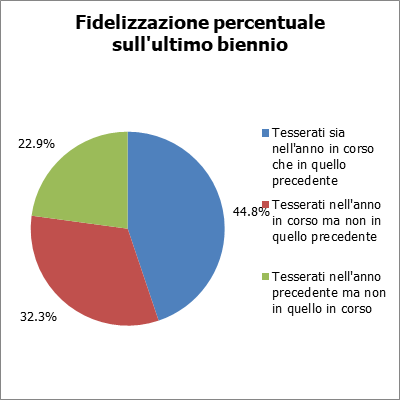 Fidelizzazione percentuale
sull'ultimo biennio
22.9%
44.8%
32.3%
Tesserati sia
nell'anno in corso
che in quello
precedente
Tesserati nell'anno
in corso ma non in
quello precedente
Tesserati nell'anno
precedente ma non
in quello in corso